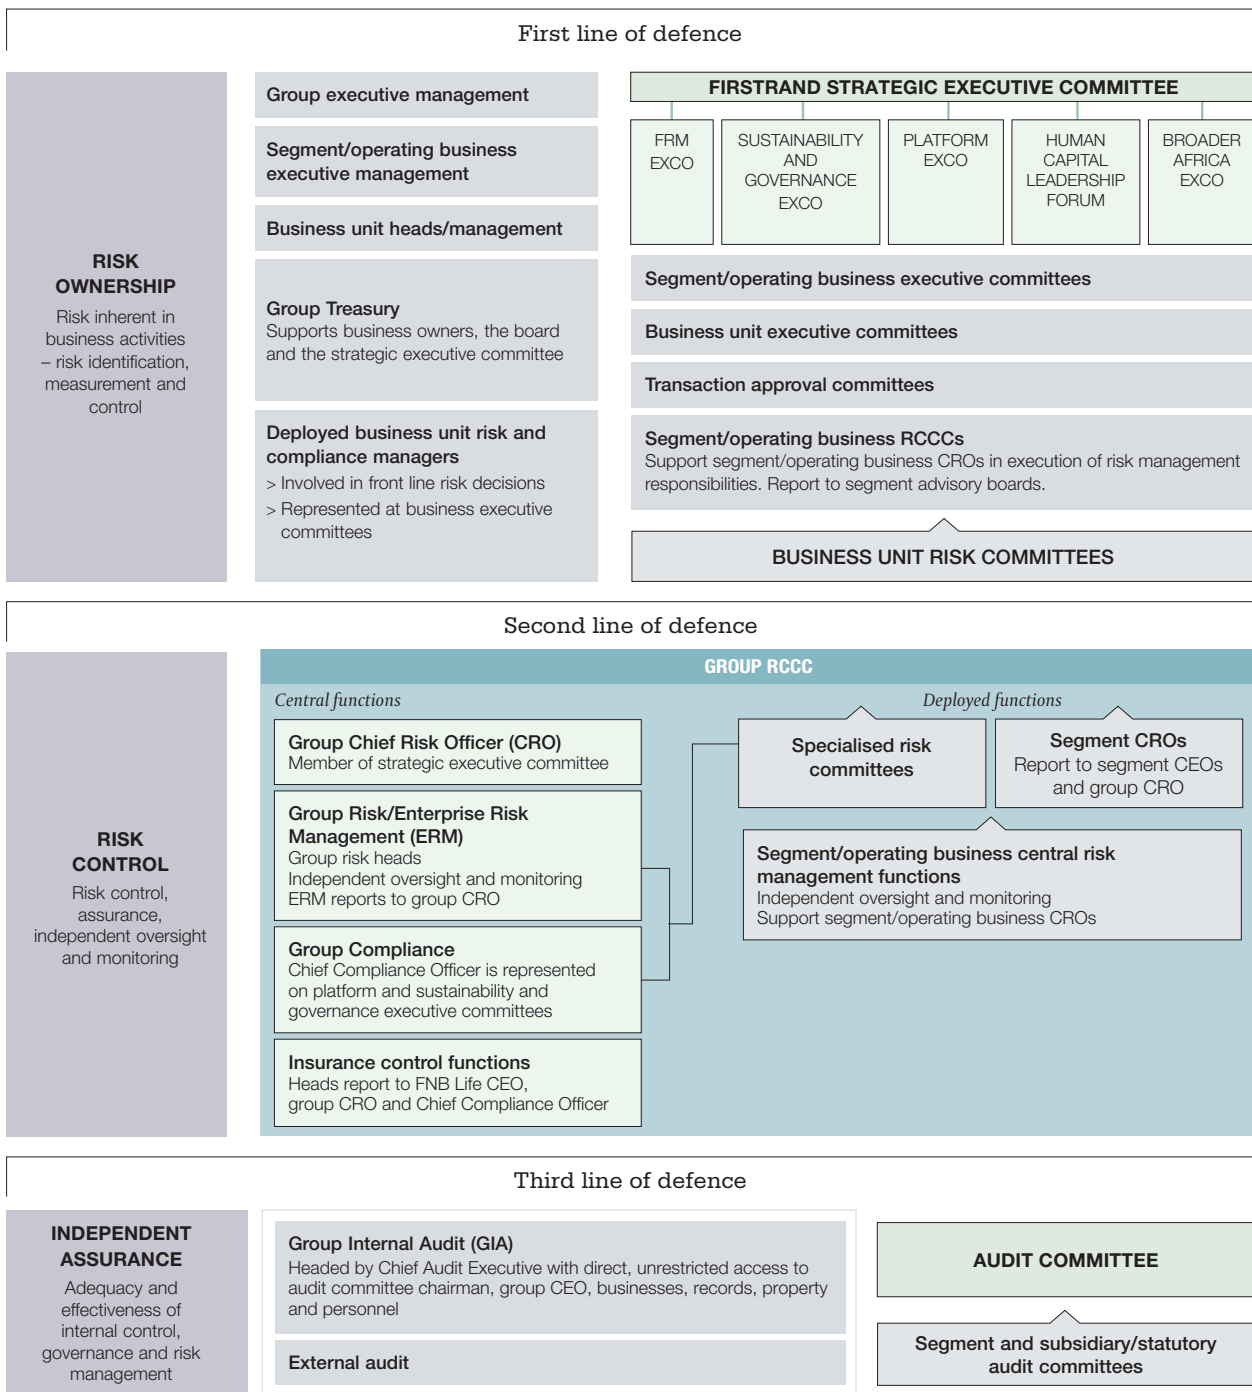 First line of defence
RISK
OWNERSHIP
Risk inherent in
business activities
– risk identification,
measurement and
control
Group executive management
Segment/operating business
executive management
Business unit heads/management
Group Treasury
Supports business owners, the board
and the strategic executive committee
Deployed business unit risk and
compliance managers
> Involved in front line risk decisions
> Represented at business executive
committees
FIRSTRAND STRATEGIC EXECUTIVE COMMITTEE
FRM
EXCO
SUSTAINABILITY
AND
GOVERNANCE
EXCO
PLATFORM
EXCO
HUMAN
CAPITAL
LEADERSHIP
FORUM
BROADER
AFRICA
EXCO
Segment/operating business executive committees
Business unit executive committees
Transaction approval committees
Segment/operating business RCCCs
Support segment/operating business CROs in execution of risk management
responsibilities. Report to segment advisory boards.
BUSINESS UNIT RISK COMMITTEES
Second line of defence
RISK
CONTROL
Risk control,
assurance,
independent oversight
and monitoring
GROUP RCCC
Central functions
Group Chief Risk Officer (CRO)
Member of strategic executive committee
Group Risk/Enterprise Risk
Management (ERM)
Group risk heads
Independent oversight and monitoring
ERM reports to group CRO
Group Compliance
Chief Compliance Officer is represented
on platform and sustainability and
governance executive committees
Insurance control functions
Heads report to FNB Life CEO,
group CRO and Chief Compliance Officer
Deployed functions
Specialised risk
committees
Segment CROs
Report to segment CEOs
and group CRO
Segment/operating business central risk
management functions
Independent oversight and monitoring
Support segment/operating business CROs
Third line of defence
INDEPENDENT
ASSURANCE
Adequacy and
effectiveness of
internal control,
governance and risk
management
Group Internal Audit (GIA)
Headed by Chief Audit Executive with direct, unrestricted access to
audit committee chairman, group CEO, businesses, records, property
and personnel
External audit
AUDIT COMMITTEE
Segment and subsidiary/statutory
audit committees